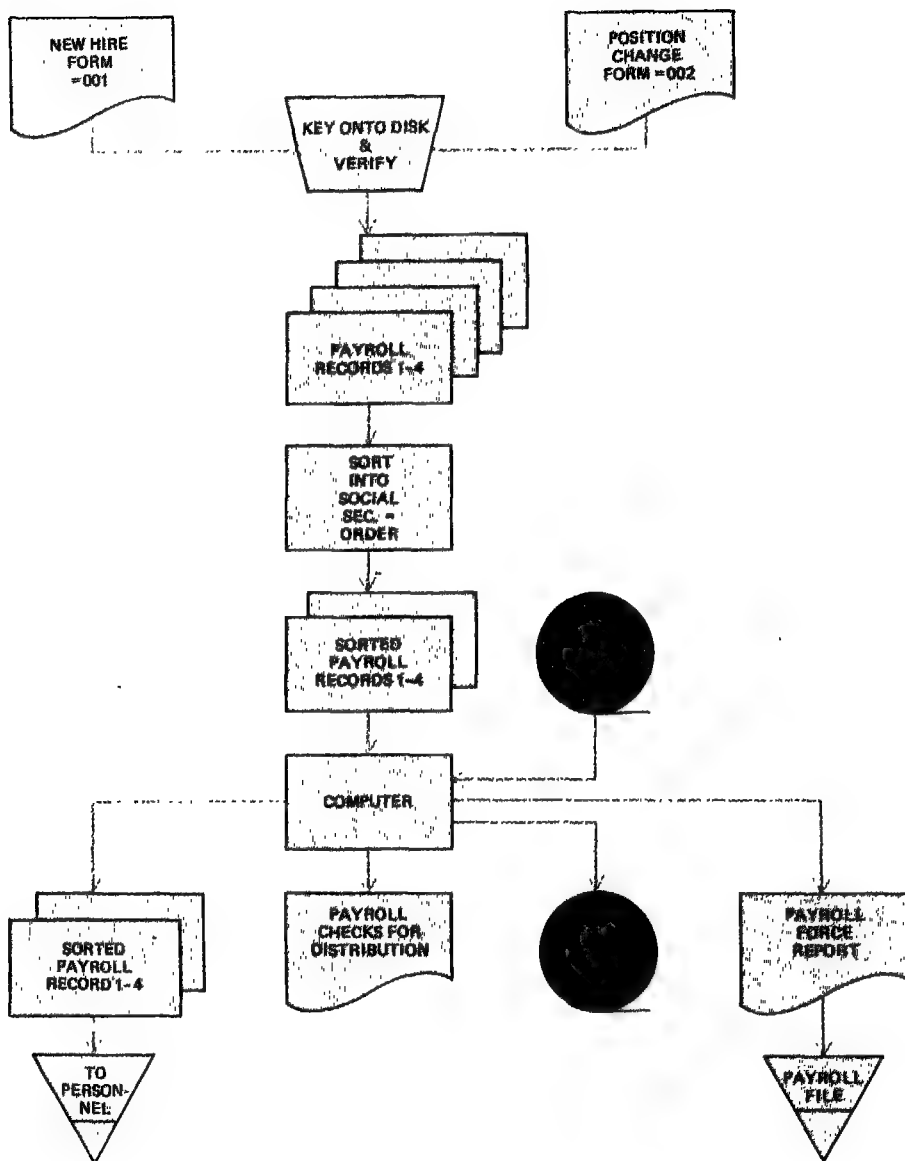 NEW HIRE
FORM
=001
POSITION
CHANGE
FORM =002
KEY ONTO DISK
&
VERIFY
PAYROLL
RECORDS 1-4
SORT
INTO
SOCIAL
SEC. =
ORDER
SORTED
PAYROLL
RECORDS 1-4
COMPUTER
SORTED
PAYROLL
RECORD 1-4
PAYROLL
CHECKS FOR
DISTRIBUTION
PAYROLL
FORCE
REPORT
TO
PERSON-
NEL
PAYROLL
FILE